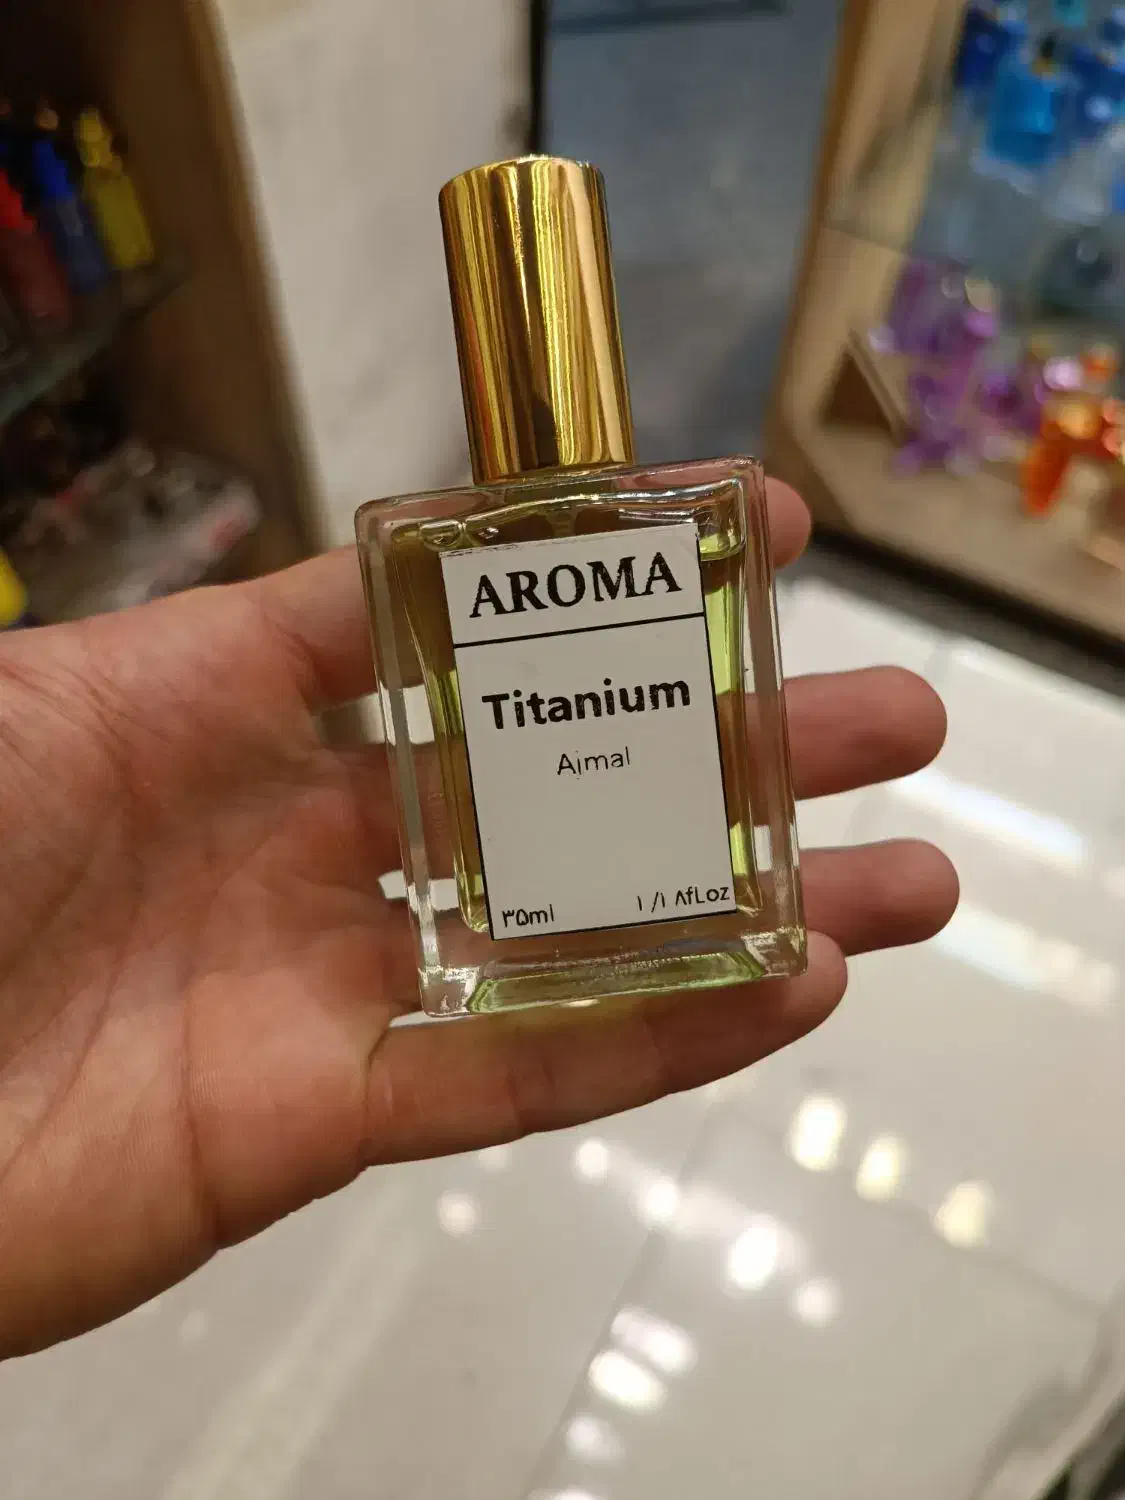 AROMA
Titanium
Ajmal
۳۵ml ۱/۱۸fLoz